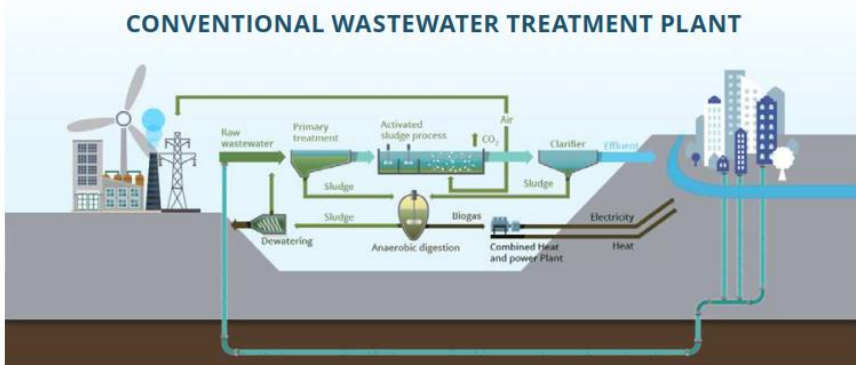 CONVENTIONAL WASTEWATER TREATMENT PLANT
Air
Raw
wastewater
Primary
treatment
Activated
sludge process
CO₂
Clarifier
Effluent
Sludge
Sludge
Sludge
Biogas
Electricity
Dewatering
Anaerobic digestion
Combined Heat
and power Plant
Heat